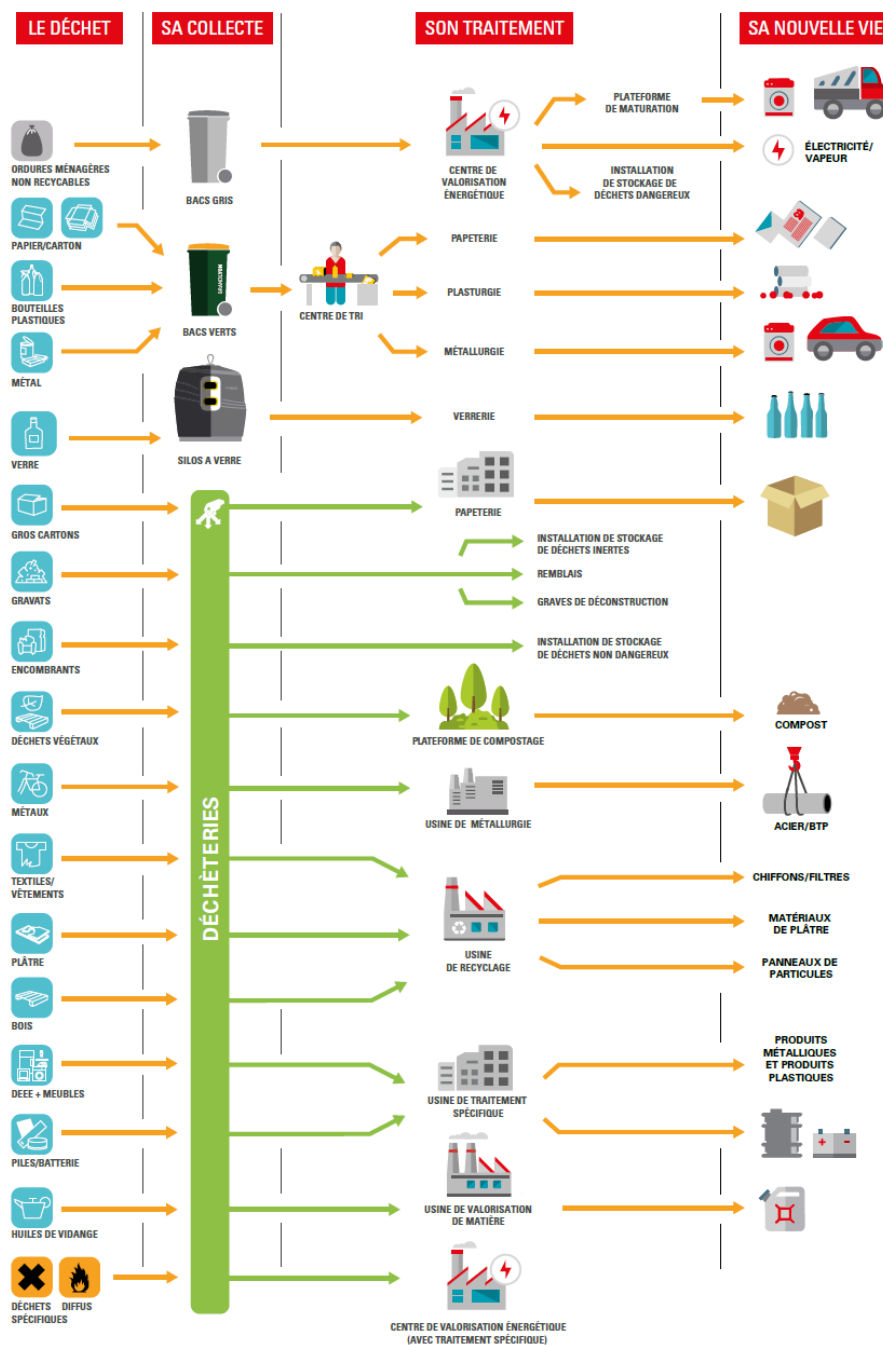 LE DÉCHET
SA COLLECTE
SON TRAITEMENT
SA NOUVELLE VIE
ORDURES MÉNAGÈRES
NON RECYCABLES
BACS GRIS
CENTRE DE
VALORISATION
ÉNERGÉTIQUE
PLATEFORME
DE MATURATION
INSTALLATION
DE STOCKAGE DE
DÉCHETS DANGEREUX
ÉLECTRICITÉ/
VAPEUR
PAPIER/CARTON
BOUTEILLES
PLASTIQUES
MÉTAL
GRANDLYON
BACS VERTS
CENTRE DE TRI
PAPETERIE
PLASTURGIE
MÉTALLURGIE
VERRE
SILOS A VERRE
VERRERIE
GROS CARTONS
PAPETERIE
GRAVATS
INSTALLATION DE STOCKAGE
DE DÉCHETS INERTES
REMBLAIS
GRAVES DE DÉCONSTRUCTION
ENCOMBRANTS
INSTALLATION DE STOCKAGE
DE DÉCHETS NON DANGEREUX
DÉCHETS VÉGÉTAUX
PLATEFORME DE COMPOSTAGE
COMPOST
MÉTAUX
USINE DE MÉTALLURGIE
ACIER/BTP
DÉCHÈTERIES
TEXTILES/
VÊTEMENTS
PLÂTRE
BOIS
USINE
DE RECYCLAGE
CHIFFONS/FILTRES
MATÉRIAUX
DE PLÂTRE
PANNEAUX DE
PARTICULES
DEEE + MEUBLES
PILES/BATTERIE
USINE DE TRAITEMENT
SPÉCIFIQUE
PRODUITS
MÉTALLIQUES
ET PRODUITS
PLASTIQUES
+ -
HUILES DE VIDANGE
USINE DE VALORISATION
DE MATIÈRE
DÉCHETS
SPÉCIFIQUES
DIFFUS
CENTRE DE VALORISATION ÉNERGÉTIQUE
(AVEC TRAITEMENT SPÉCIFIQUE)